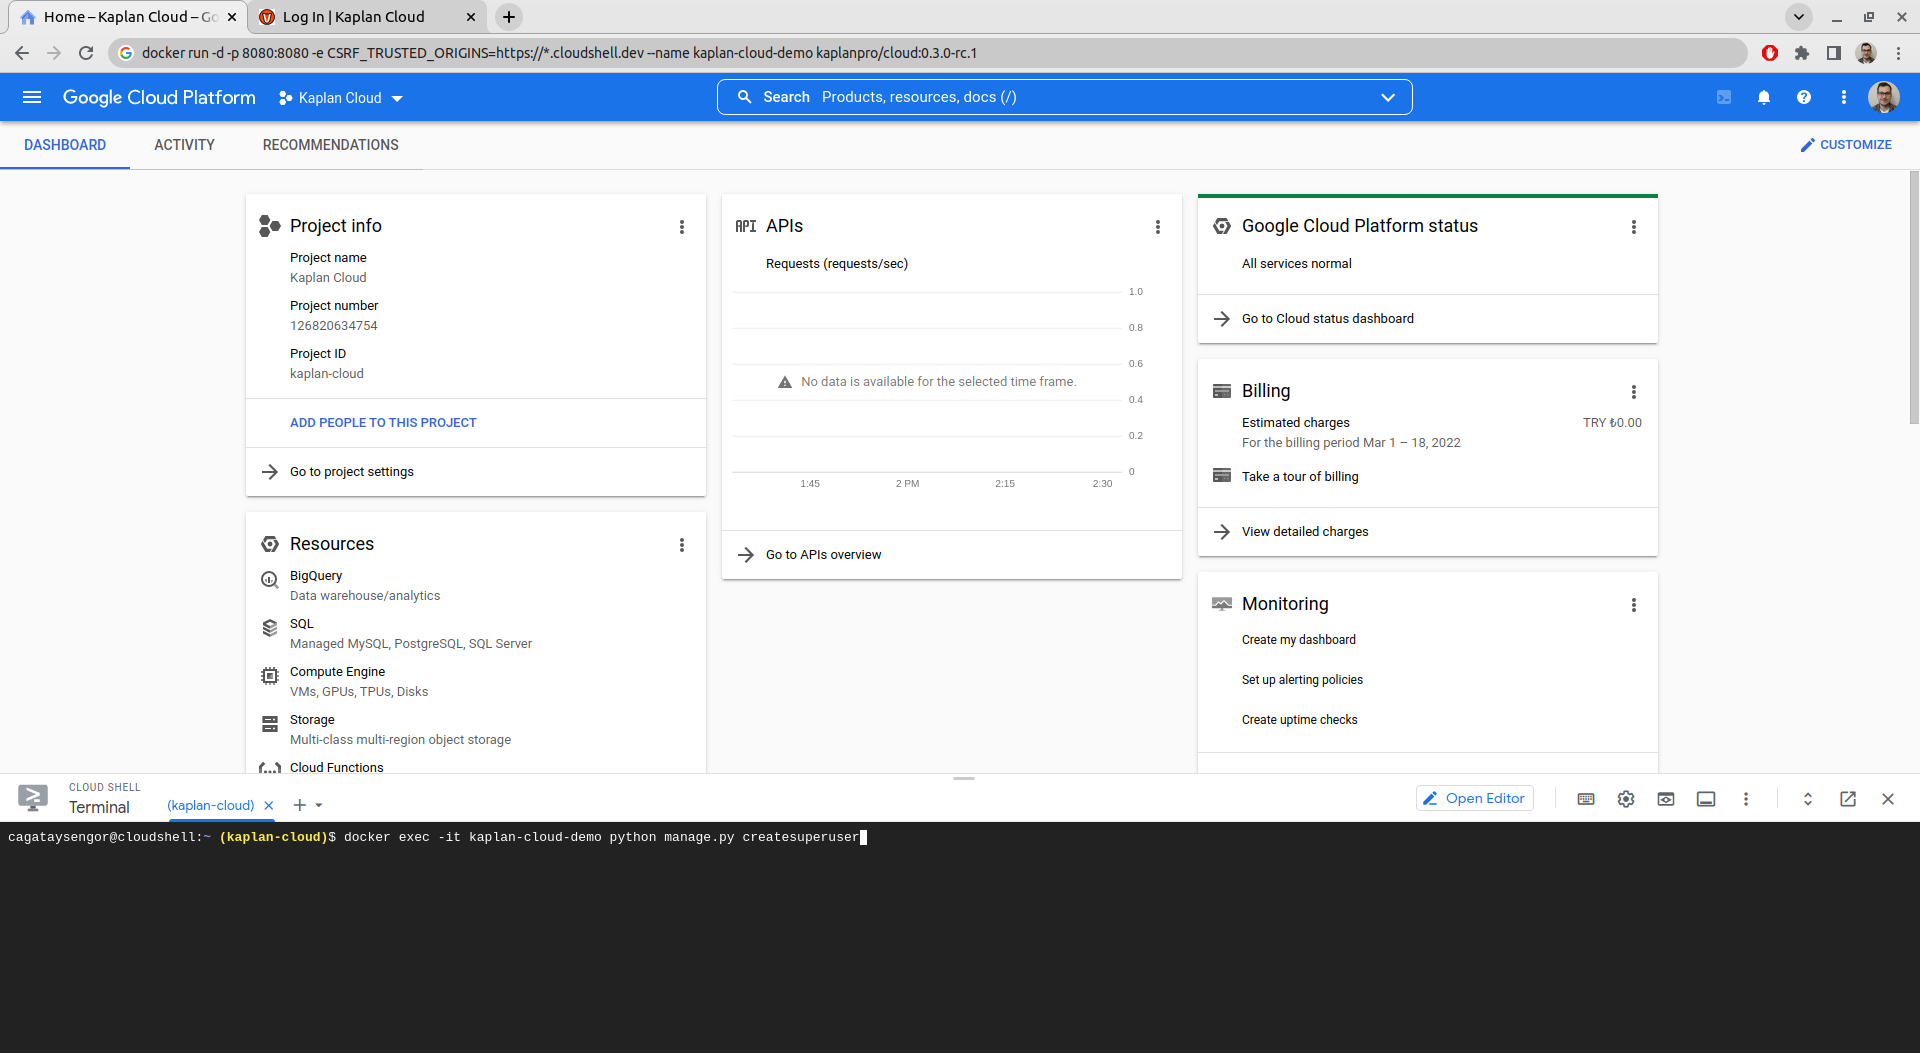 Home – Kaplan Cloud – Go
Log In | Kaplan Cloud
docker run -d -p 8080:8080 -e CSRF_TRUSTED_ORIGINS=https://*.cloudshell.dev --name kaplan-cloud-demo kaplanpro/cloud:0.3.0-rc.1
Google Cloud Platform
Kaplan Cloud
Search Products, resources, docs (/)
DASHBOARD
ACTIVITY
RECOMMENDATIONS
CUSTOMIZE
Project info
Project name
Kaplan Cloud
Project number
126820634754
Project ID
kaplan-cloud
ADD PEOPLE TO THIS PROJECT
Go to project settings
Resources
BigQuery
Data warehouse/analytics
SQL
Managed MySQL, PostgreSQL, SQL Server
Compute Engine
VMs, GPUs, TPUs, Disks
Storage
Multi-class multi-region object storage
Cloud Functions
API APIs
Requests (requests/sec)
1.0
0.8
0.6
No data is available for the selected time frame.
0.4
0.2
0
1:45 2 PM 2:15 2:30
Go to APIs overview
Google Cloud Platform status
All services normal
Go to Cloud status dashboard
Billing
Estimated charges TRY ₺0.00
For the billing period Mar 1 – 18, 2022
Take a tour of billing
View detailed charges
Monitoring
Create my dashboard
Set up alerting policies
Create uptime checks
CLOUD SHELL
Terminal
(kaplan-cloud)
Open Editor
cagataysengor@cloudshell:~ (kaplan-cloud)$ docker exec -it kaplan-cloud-demo python manage.py createsuperuser